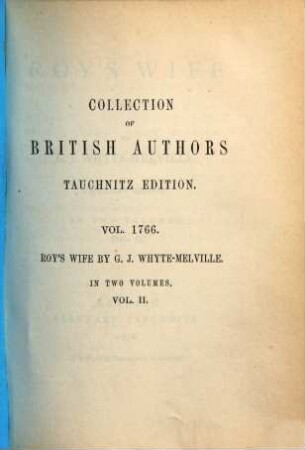 COLLECTION
OF
BRITISH AUTHORS
TAUCHNITZ EDITION.
VOL. 1766.
ROY'S WIFE BY G. J. WHYTE-MELVILLE.
IN TWO VOLUMES,
VOL. II.